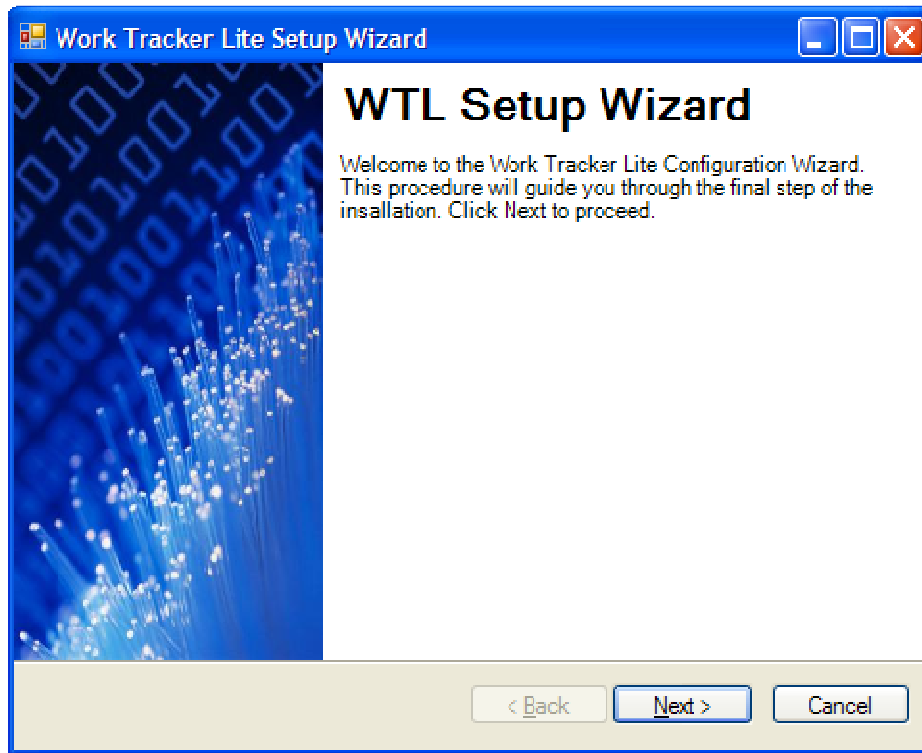 Work Tracker Lite Setup Wizard
WTL Setup Wizard
Welcome to the Work Tracker Lite Configuration Wizard.
This procedure will guide you through the final step of the
insallation. Click Next to proceed.
< Back
Next >
Cancel